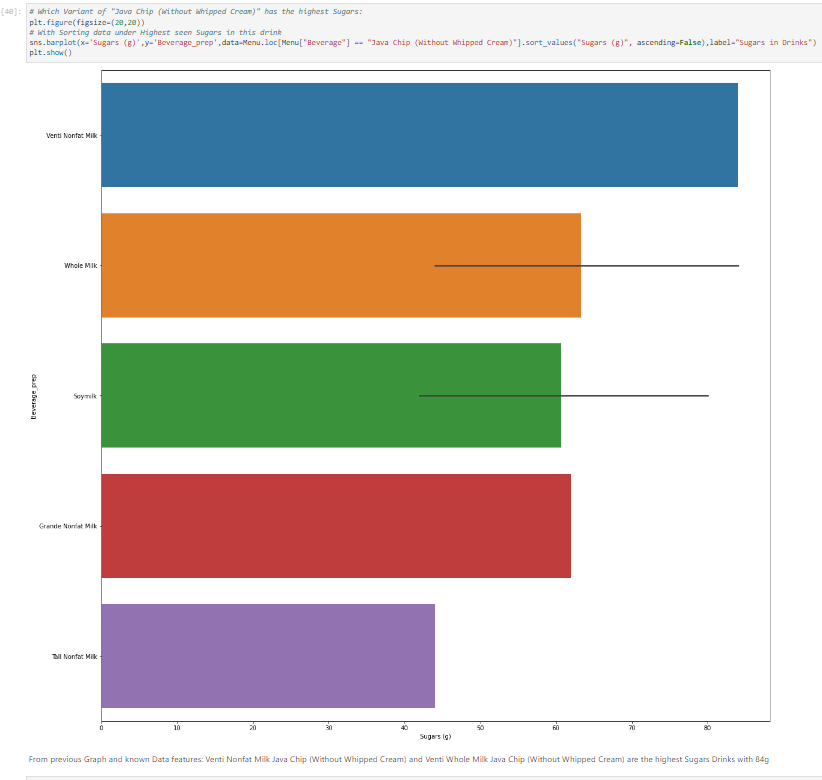 [40]: # Which Variant of "Java Chip (Without Whipped Cream)" has the highest Sugars:
plt.figure(figsize=(20,20))
# With Sorting data under Highest seen Sugars in this drink
sns.barplot(x='Sugars (g)',y='Beverage_prep',data=Menu.loc[Menu["Beverage"] == "Java Chip (Without Whipped Cream)"].sort_values("Sugars (g)", ascending=False),label="Sugars in Drinks")
plt.show()
Venti Nonfat Milk
Whole Milk
Beverage_prep
Soymilk
Grande Nonfat Milk
Tall Nonfat Milk
0 10 20 30 40 50 60 70 80
Sugars (g)
From previous Graph and known Data features: Venti Nonfat Milk Java Chip (Without Whipped Cream) and Venti Whole Milk Java Chip (Without Whipped Cream) are the highest Sugars Drinks with 84g